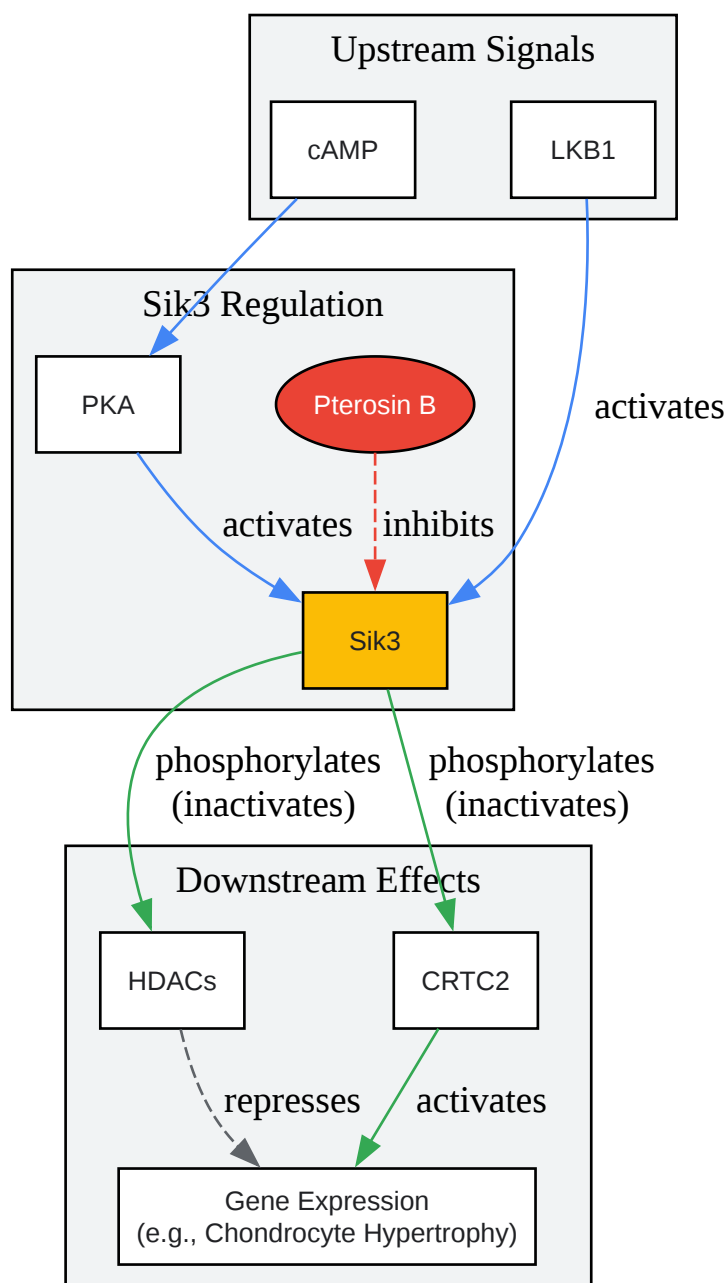 Upstream Signals
cAMP
LKB1
Sik3 Regulation
PKA
Pterosin B
activates
activates
inhibits
Sik3
phosphorylates
(inactivates)
phosphorylates
(inactivates)
Downstream Effects
HDACs
CRTC2
represses
activates
Gene Expression
(e.g., Chondrocyte Hypertrophy)